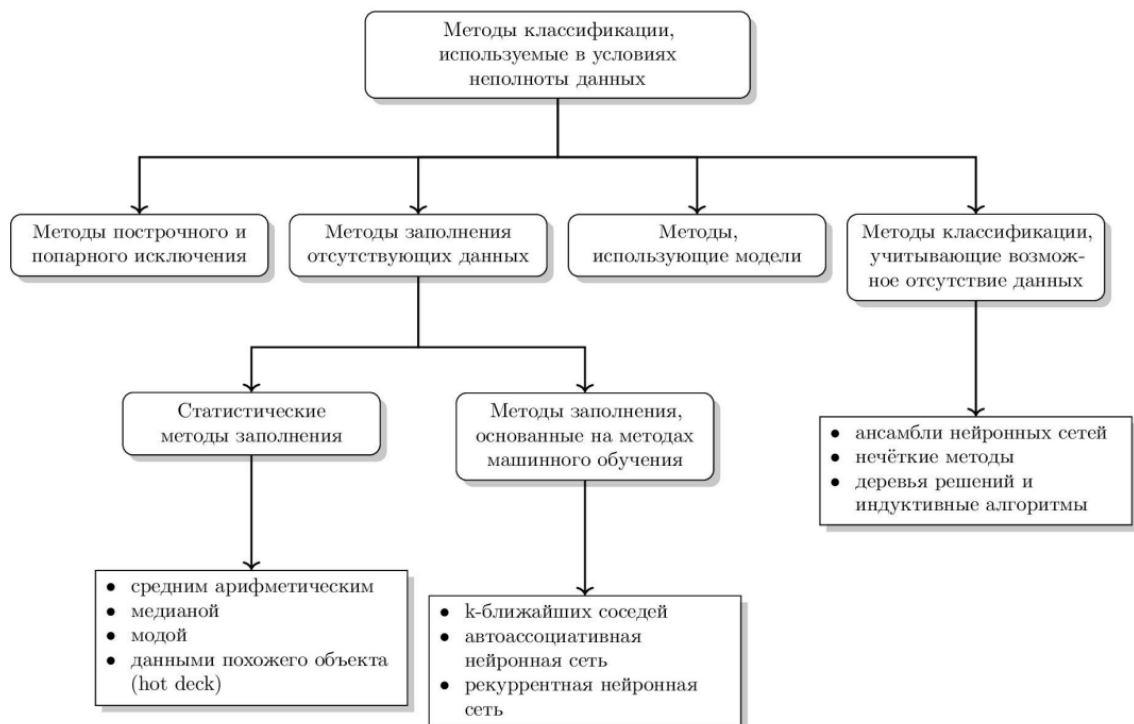 Методы классификации,
используемые в условиях
неполноты данных
Методы построчного и
попарного исключения
Методы заполнения
отсутствующих данных
Методы,
использующие модели
Методы классификации,
учитывающие возмож-
ное отсутствие данных
Статистические
методы заполнения
Методы заполнения,
основанные на методах
машинного обучения
• ансамбли нейронных сетей
• нечёткие методы
• деревья решений и
индуктивные алгоритмы
• средним арифметическим
• медианой
• модой
• данными похожего объекта
(hot deck)
• k-ближайших соседей
• автоассоциативная
нейронная сеть
• рекуррентная нейронная
сеть